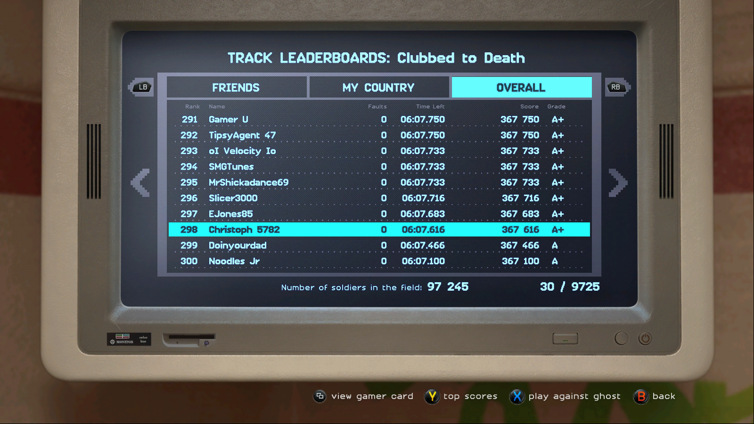 TRACK LEADERBOARDS: Clubbed to Death
LB FRIENDS MY COUNTRY OVERALL RB
Rank Name Faults Time Left Score Grade
291 Gamer U 0 06:07.750 367 750 A+
292 TipsyAgent 47 0 06:07.750 367 750 A+
293 oI Velocity Io 0 06:07.733 367 733 A+
294 SMGTunes 0 06:07.733 367 733 A+
295 MrShickadance69 0 06:07.733 367 733 A+
296 Slicer3000 0 06:07.716 367 716 A+
297 EJones85 0 06:07.683 367 683 A+
298 Christoph 5782 0 06:07.616 367 616 A+
299 Doinyourdad 0 06:07.466 367 466 A
300 Noodles Jr 0 06:07.100 367 100 A
Number of soldiers in the field: 97 245 30 / 9725
view gamer card Y top scores X play against ghost B back